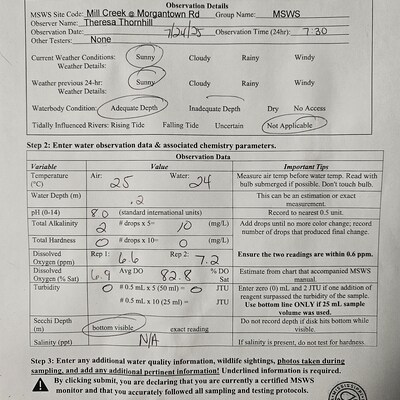 Observation Details
MSWS Site Code: Mill Creek @ Morgantown Rd Group Name: MSWS
Observer Name: Theresa Thornhill
Observation Date: 7/24/25 Observation Time (24hr): 7:30
Other Testers: None
Current Weather Conditions: Sunny Cloudy Rainy Windy
Weather Details:
Weather previous 24-hr: Sunny Cloudy Rainy Windy
Weather Details:
Waterbody Condition: Adequate Depth Inadequate Depth Dry No Access
Tidally Influenced Rivers: Rising Tide Falling Tide Uncertain Not Applicable
Step 2: Enter water observation data & associated chemistry parameters.
Observation Data
Variable Value Important Tips
Temperature (°C) Air: 25 Water: 24 Measure air temp before water temp. Read with bulb submerged if possible. Don't touch bulb.
Water Depth (m) .2 This can be an estimation or exact measurement.
pH (0-14) 8.0 (standard international units) Record to nearest 0.5 unit.
Total Alkalinity 2 # drops x 5= 10 (mg/L) Add drops until no more color change; record number of drops that produced final change.
Total Hardness 0 # drops x 10= 0 (mg/L)
Dissolved Oxygen (ppm) Rep 1: 6.6 Rep 2: 7.2 Ensure the two readings are within 0.6 ppm.
Dissolved Oxygen (% Sat) 6.9 Avg DO 82.8 % DO Sat Estimate from chart that accompanied MSWS manual.
Turbidity 0 # 0.5 mL x 5 (50 ml) = 0 JTU Enter zero (0) mL and 2 JTU if one addition of reagent surpassed the turbidity of the sample.
# 0.5 mL x 10 (25 ml) = JTU Use bottom line ONLY if 25 mL sample volume was used.
Secchi Depth (m) bottom visible exact reading Do not record depth if disk hits bottom while visible.
Salinity (ppt) N/A If salinity is present, do not test for hardness.
Step 3: Enter any additional water quality information, wildlife sightings, photos taken during
sampling, and add any additional pertinent information! Underlined information is required.
By clicking submit, you are declaring that you are currently a certified MSWS
monitor and that you accurately followed all sampling and testing protocols.